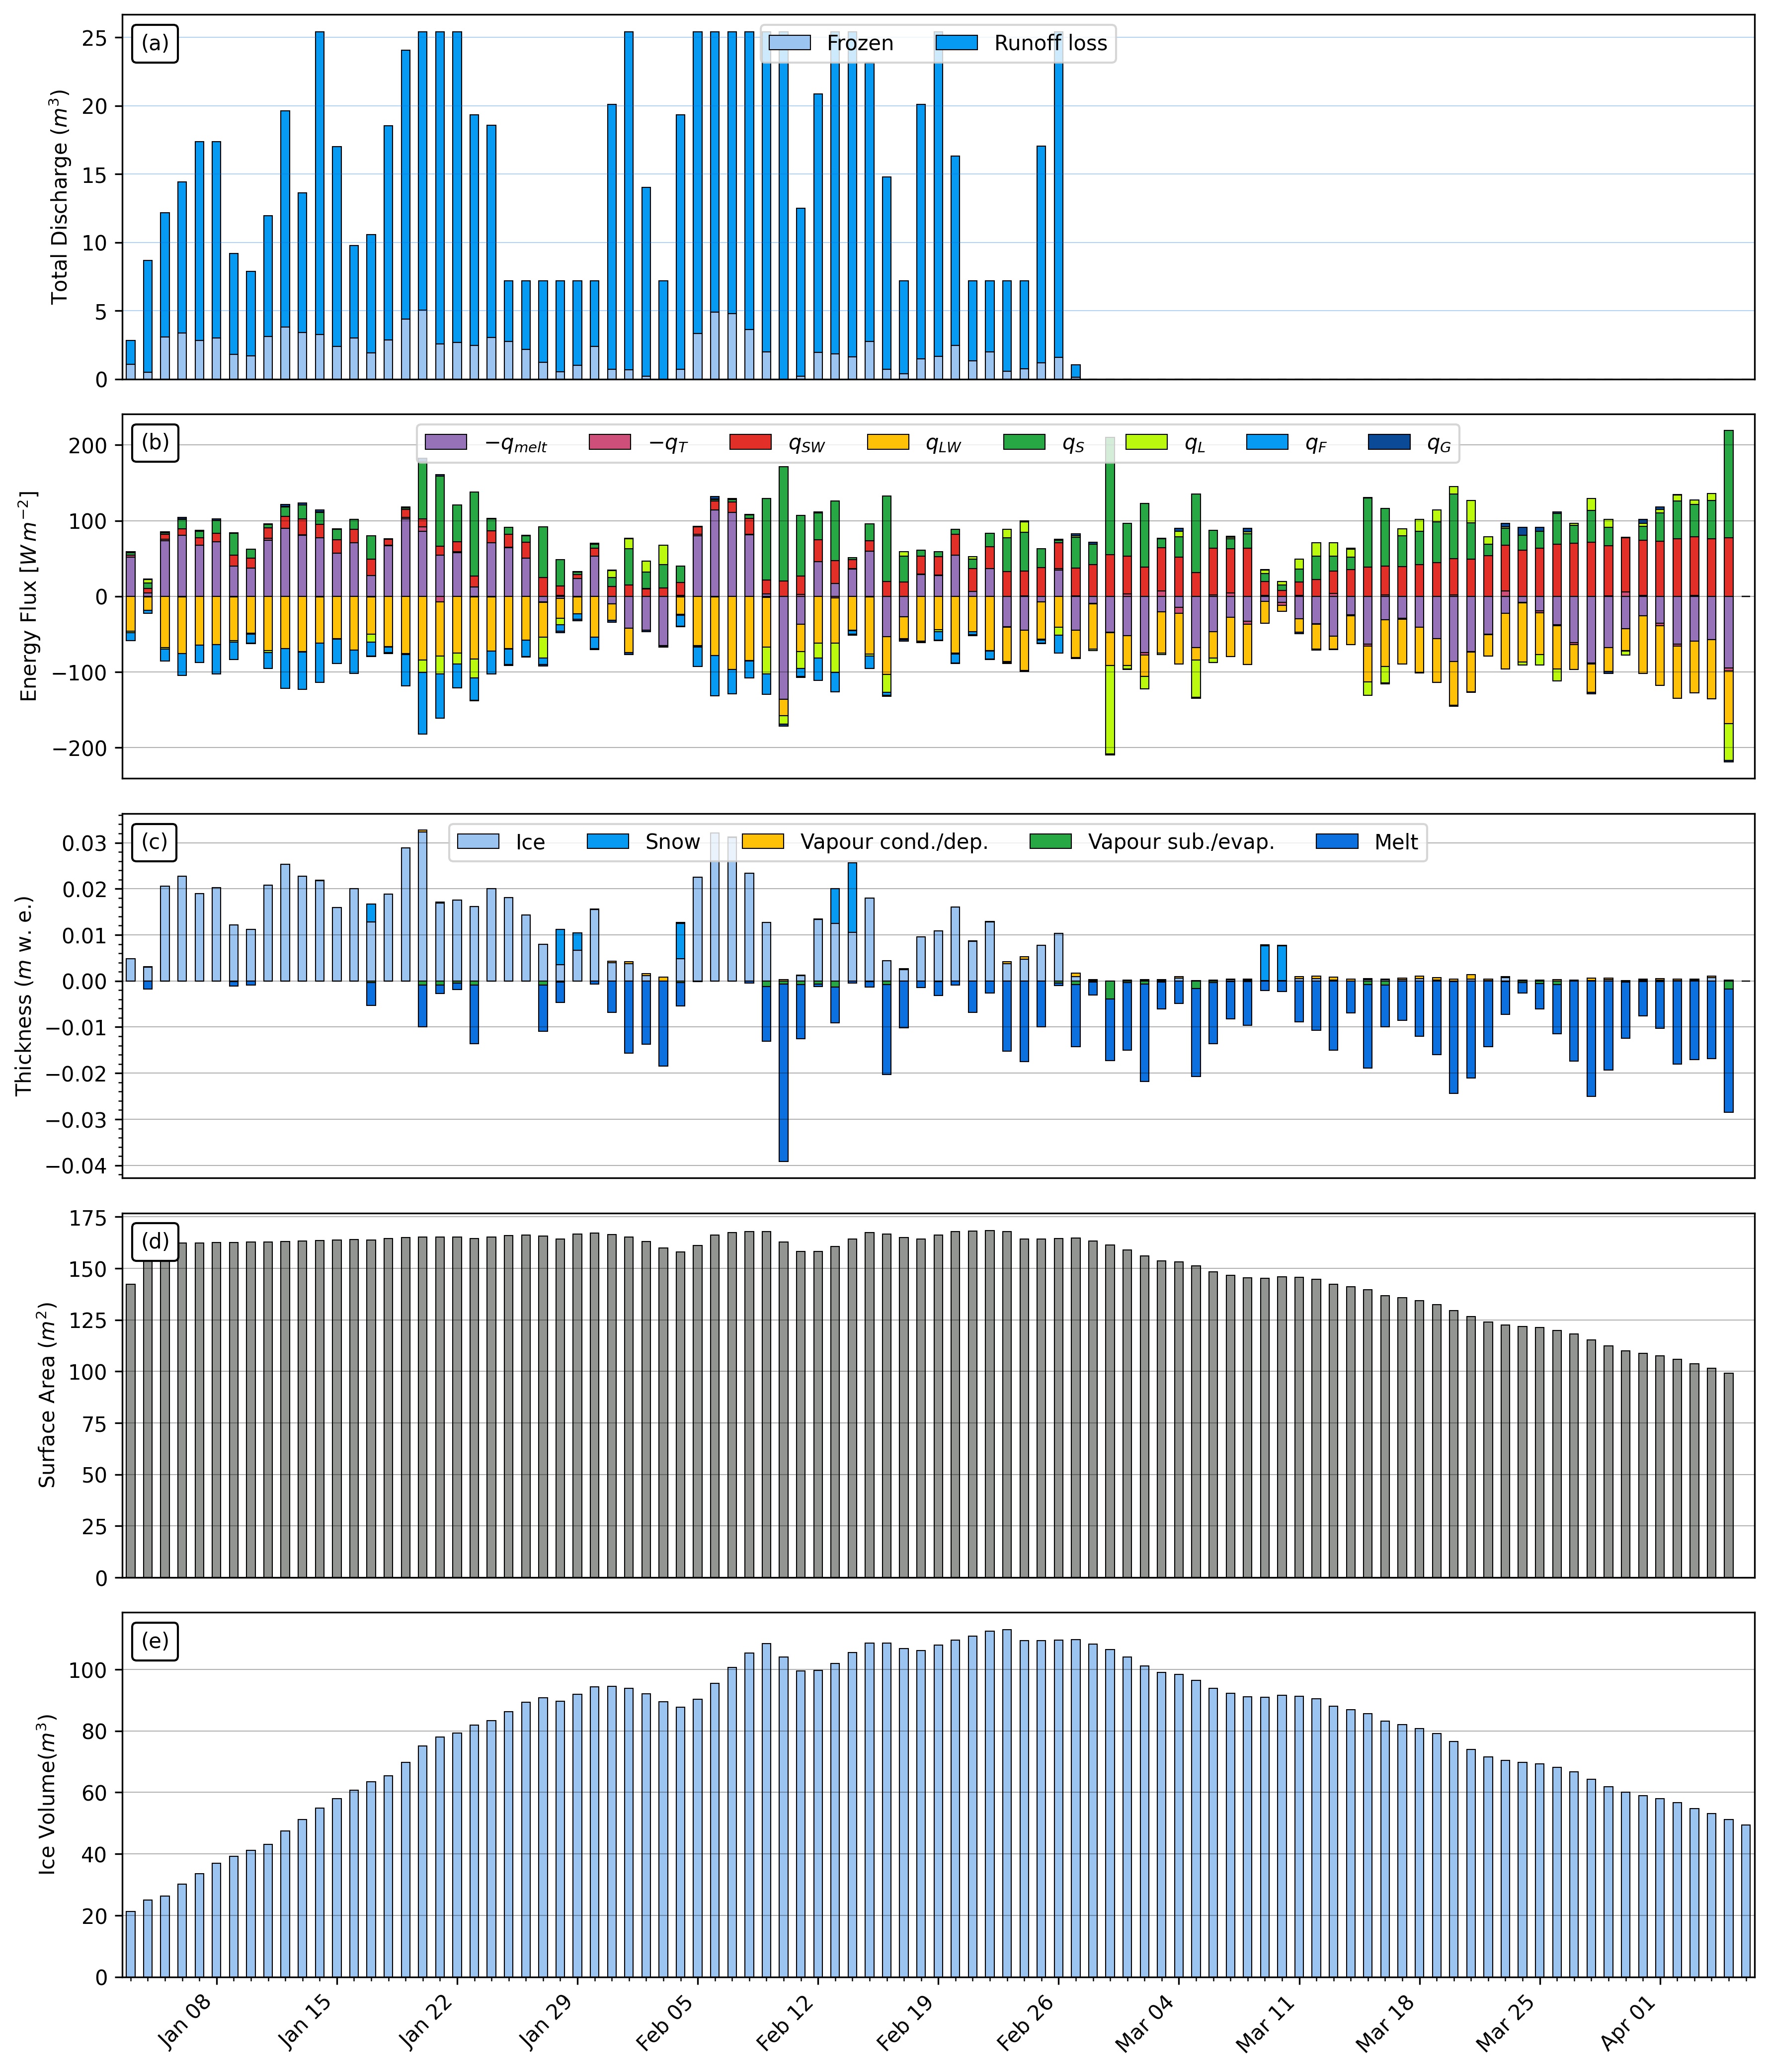 (a)
Frozen Runoff loss
Total Discharge (m³)
25
20
15
10
5
0
(b)
−q_melt −q_T q_SW q_LW q_S q_L q_F q_G
Energy Flux [W m⁻²]
200
100
0
−100
−200
(c)
Ice Snow Vapour cond./dep. Vapour sub./evap. Melt
Thickness (m w. e.)
0.03
0.02
0.01
0.00
−0.01
−0.02
−0.03
−0.04
(d)
Surface Area (m²)
175
150
125
100
75
50
25
0
(e)
Ice Volume(m³)
100
80
60
40
20
0
Jan 08 Jan 15 Jan 22 Jan 29 Feb 05 Feb 12 Feb 19 Feb 26 Mar 04 Mar 11 Mar 18 Mar 25 Apr 01